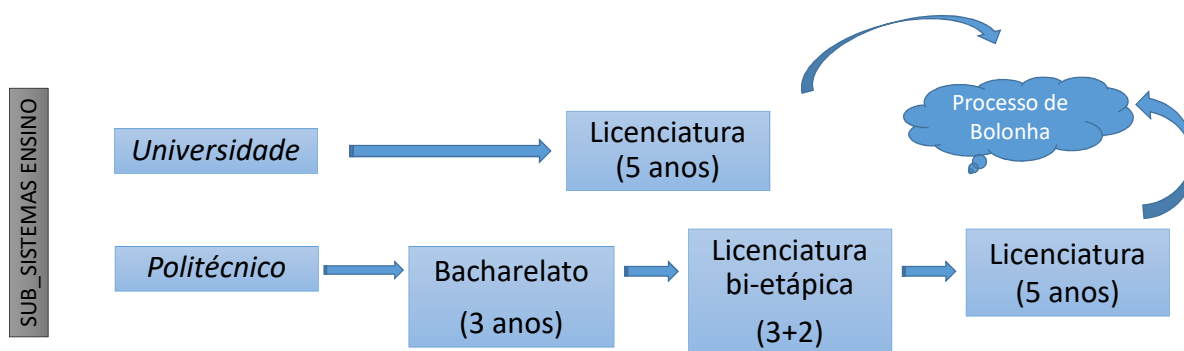 SUB_SISTEMAS ENSINO
Universidade
Licenciatura
(5 anos)
Processo de
Bolonha
Politécnico
Bacharelato
(3 anos)
Licenciatura
bi-etápica
(3+2)
Licenciatura
(5 anos)